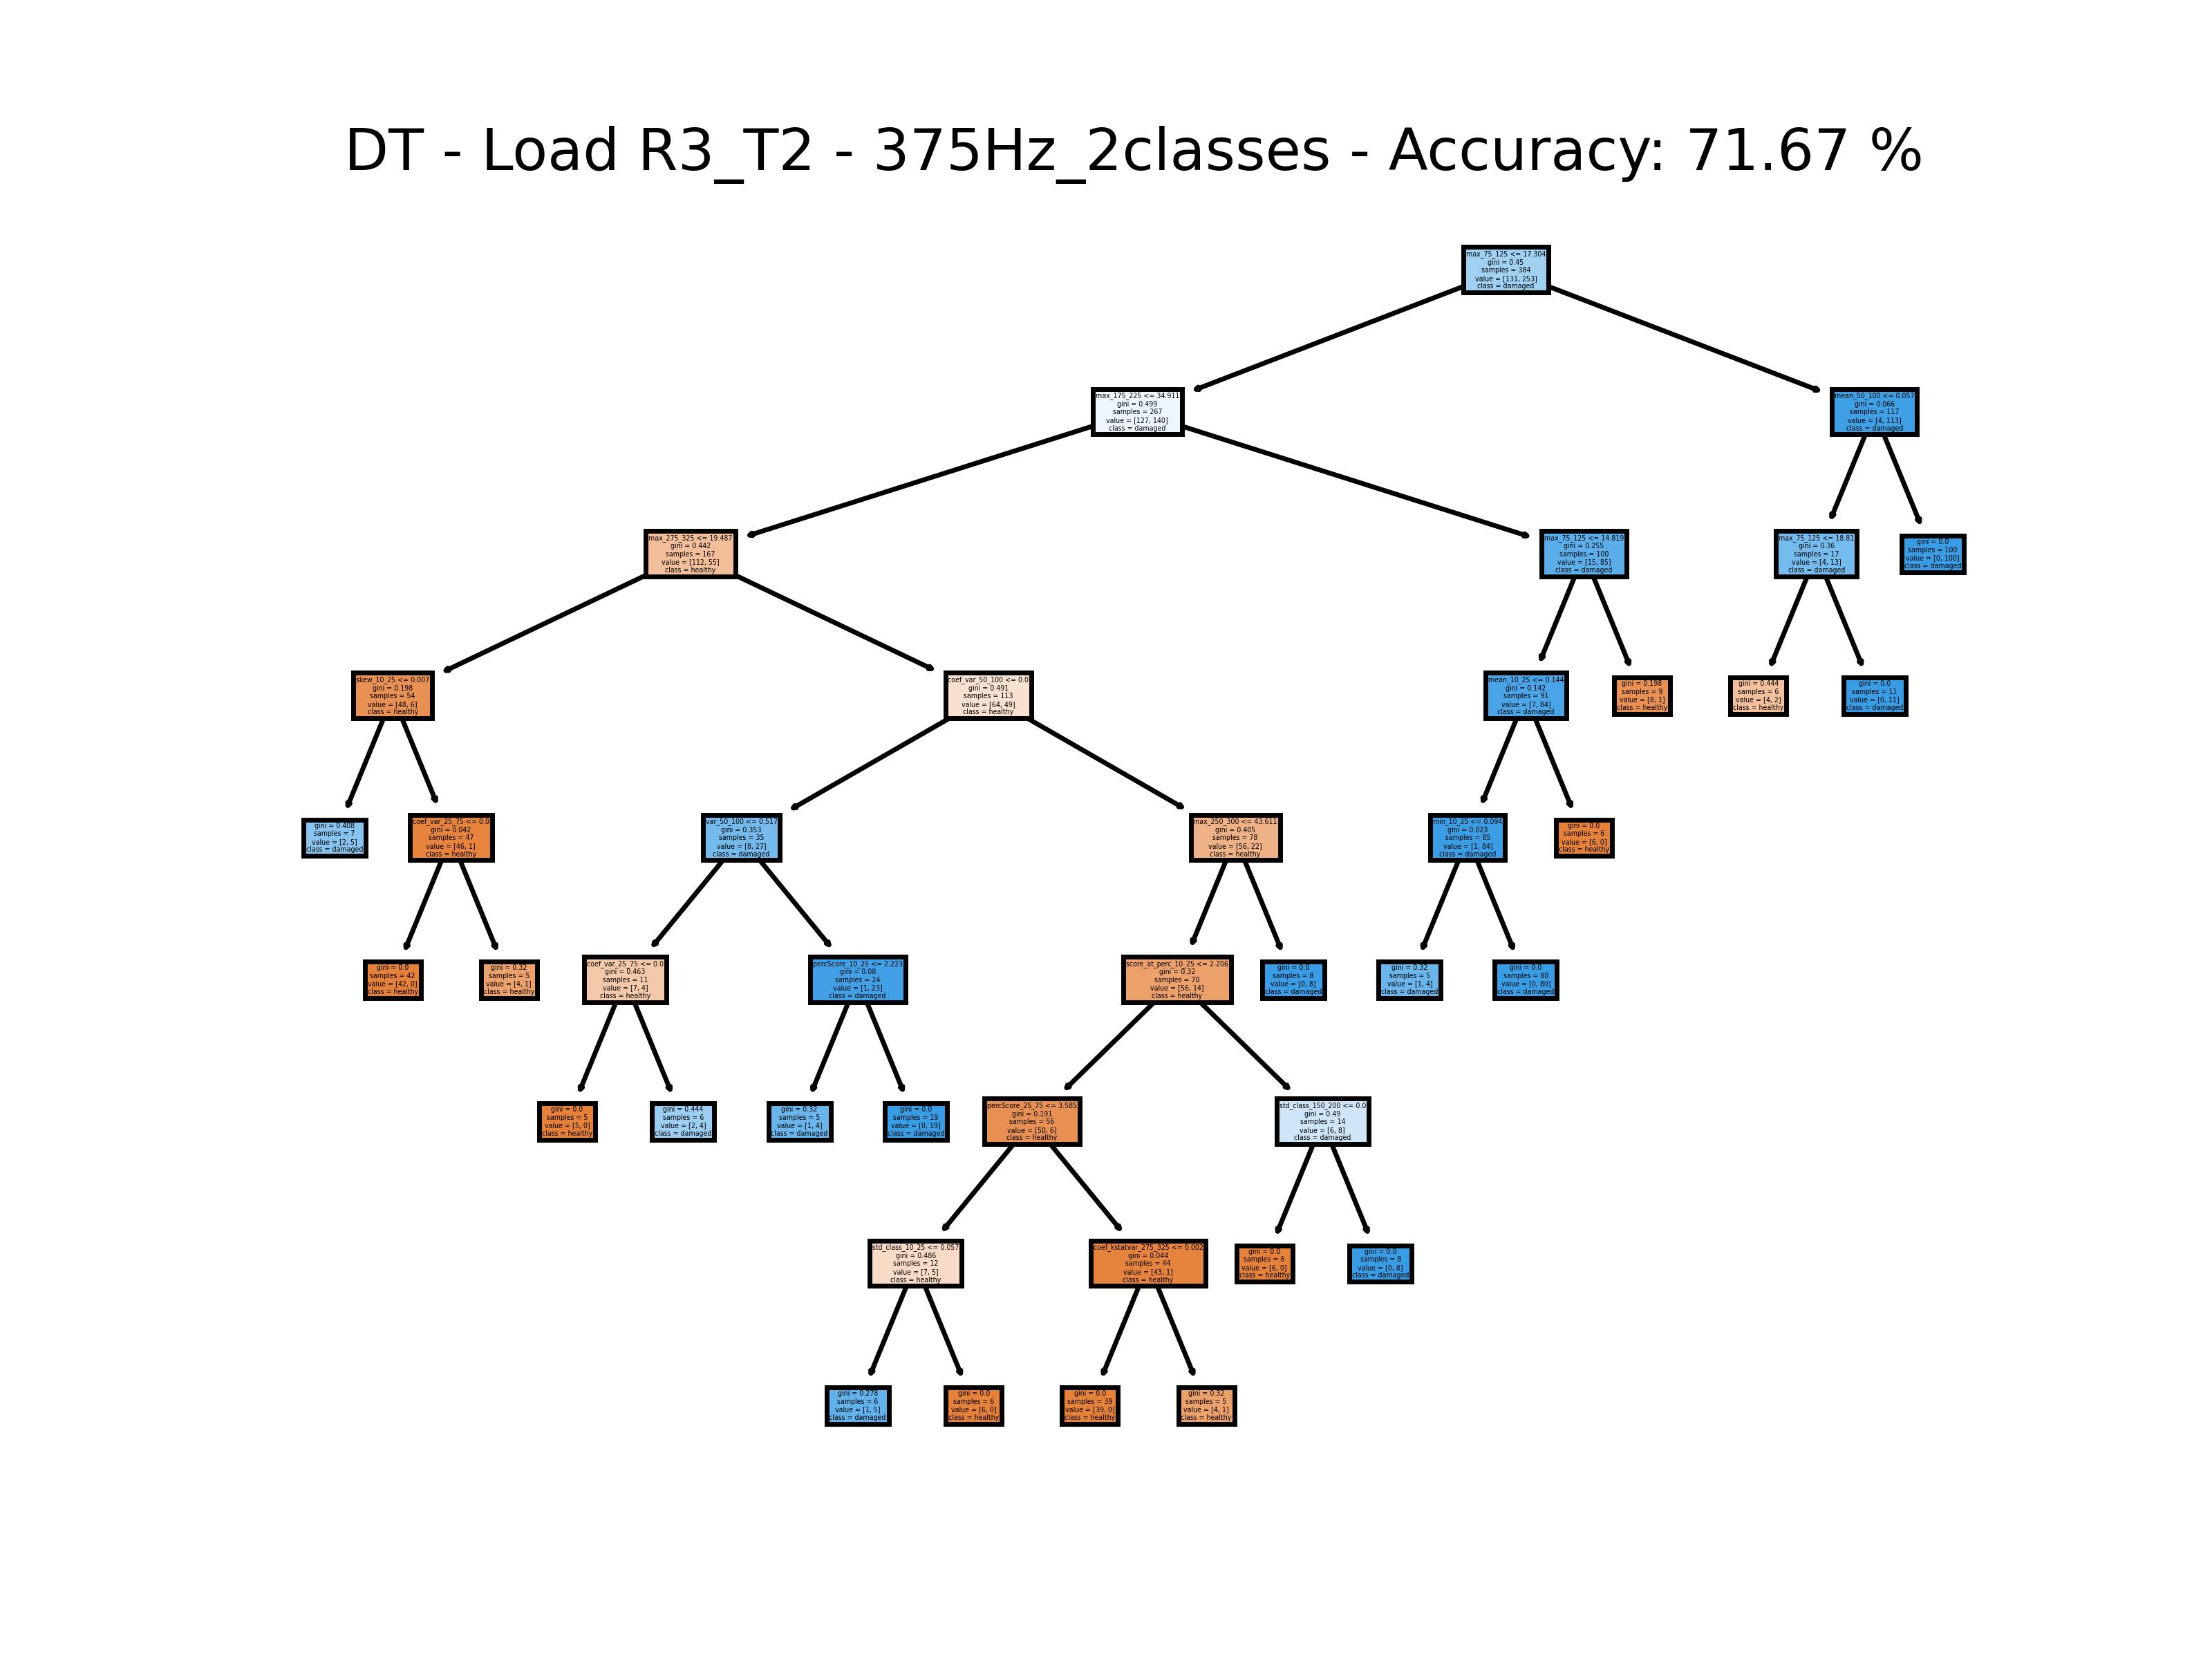 DT - Load R3_T2 - 375Hz_2classes - Accuracy: 71.67 %
max_75_125 <= 17.304
gini = 0.45
samples = 384
value = [131, 253]
class = damaged
max_175_225 <= 34.911
gini = 0.499
samples = 267
value = [127, 140]
class = damaged
mean_50_100 <= 0.057
gini = 0.066
samples = 117
value = [4, 113]
class = damaged
max_275_325 <= 19.487
gini = 0.442
samples = 167
value = [112, 55]
class = healthy
max_75_125 <= 14.819
gini = 0.255
samples = 100
value = [15, 85]
class = damaged
max_75_125 <= 18.81
gini = 0.36
samples = 17
value = [4, 13]
class = damaged
gini = 0.0
samples = 100
value = [0, 100]
class = damaged
skew_10_25 <= 0.007
gini = 0.198
samples = 54
value = [48, 6]
class = healthy
coef_var_50_100 <= 0.0
gini = 0.491
samples = 113
value = [64, 49]
class = healthy
mean_10_25 <= 0.144
gini = 0.142
samples = 91
value = [7, 84]
class = damaged
gini = 0.198
samples = 9
value = [8, 1]
class = healthy
gini = 0.444
samples = 6
value = [4, 2]
class = healthy
gini = 0.0
samples = 11
value = [0, 11]
class = damaged
gini = 0.408
samples = 7
value = [2, 5]
class = damaged
coef_var_25_75 <= 0.0
gini = 0.042
samples = 47
value = [46, 1]
class = healthy
var_50_100 <= 0.517
gini = 0.353
samples = 35
value = [8, 27]
class = damaged
max_250_300 <= 43.611
gini = 0.405
samples = 78
value = [56, 22]
class = healthy
min_10_25 <= 0.094
gini = 0.023
samples = 85
value = [1, 84]
class = damaged
gini = 0.0
samples = 6
value = [6, 0]
class = healthy
gini = 0.0
samples = 42
value = [42, 0]
class = healthy
gini = 0.32
samples = 5
value = [4, 1]
class = healthy
coef_var_25_75 <= 0.0
gini = 0.463
samples = 11
value = [7, 4]
class = healthy
percScore_10_25 <= 2.223
gini = 0.08
samples = 24
value = [1, 23]
class = damaged
score_at_perc_10_25 <= 2.206
gini = 0.32
samples = 70
value = [56, 14]
class = healthy
gini = 0.0
samples = 8
value = [0, 8]
class = damaged
gini = 0.32
samples = 5
value = [1, 4]
class = damaged
gini = 0.0
samples = 80
value = [0, 80]
class = damaged
gini = 0.0
samples = 5
value = [5, 0]
class = healthy
gini = 0.444
samples = 6
value = [2, 4]
class = damaged
gini = 0.32
samples = 5
value = [1, 4]
class = damaged
gini = 0.0
samples = 19
value = [0, 19]
class = damaged
percScore_25_75 <= 3.585
gini = 0.191
samples = 56
value = [50, 6]
class = healthy
std_class_150_200 <= 0.0
gini = 0.49
samples = 14
value = [6, 8]
class = damaged
std_class_10_25 <= 0.057
gini = 0.486
samples = 12
value = [7, 5]
class = healthy
coef_kstatvar_275_325 <= 0.002
gini = 0.044
samples = 44
value = [43, 1]
class = healthy
gini = 0.0
samples = 6
value = [6, 0]
class = healthy
gini = 0.0
samples = 8
value = [0, 8]
class = damaged
gini = 0.278
samples = 6
value = [1, 5]
class = damaged
gini = 0.0
samples = 6
value = [6, 0]
class = healthy
gini = 0.0
samples = 39
value = [39, 0]
class = healthy
gini = 0.32
samples = 5
value = [4, 1]
class = healthy